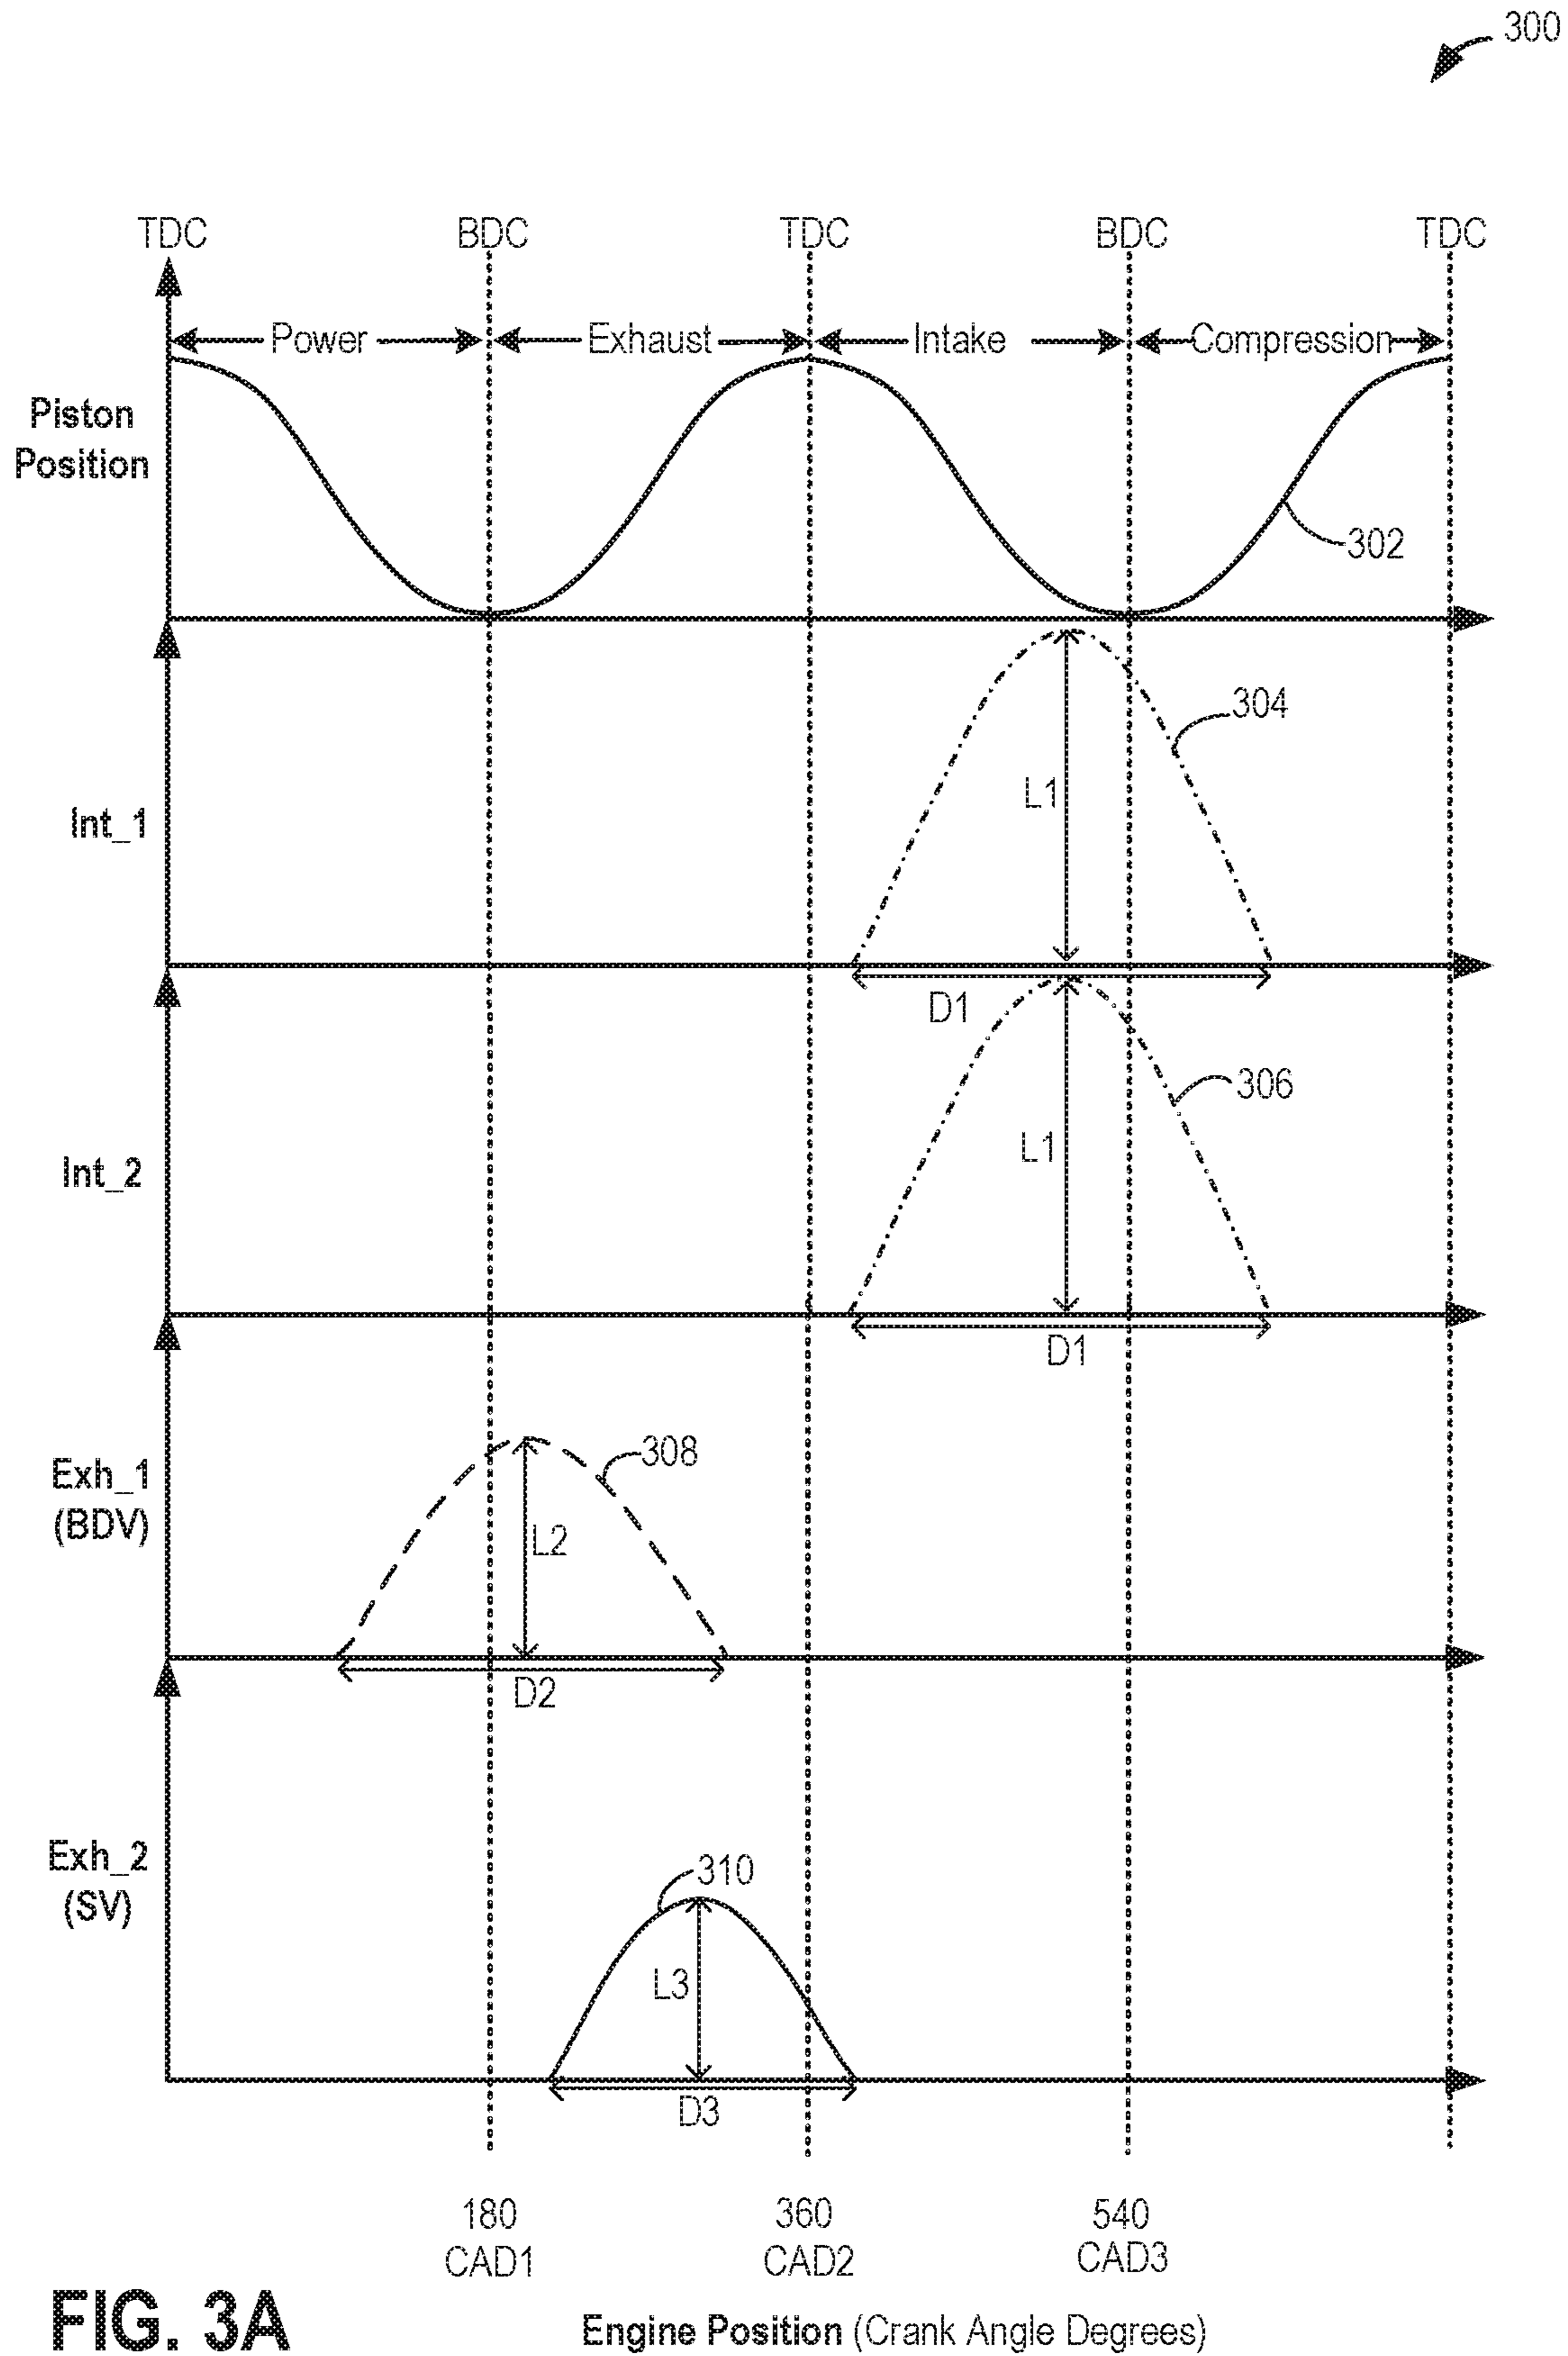 300
TDC BDC TDC BDC TDC
Power Exhaust Intake Compression
Piston
Position
302
304
L1
Int_1
D1
306
L1
Int_2
D1
308
Exh_1
(BDV)
L2
D2
310
Exh_2
(SV)
L3
D3
180 360 540
CAD1 CAD2 CAD3
FIG. 3A
Engine Position (Crank Angle Degrees)